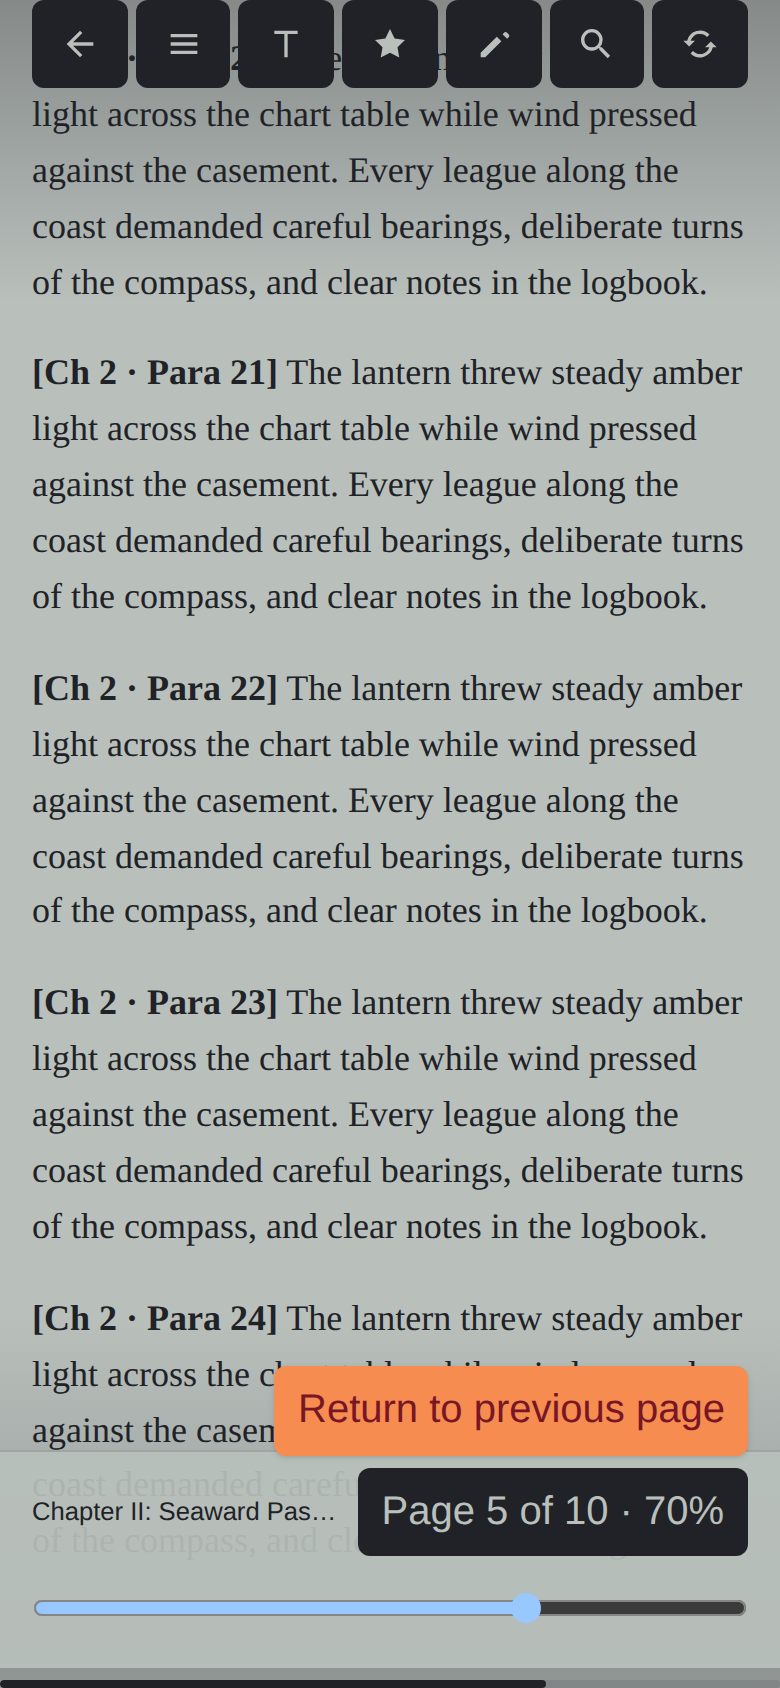 light across the chart table while wind pressed
against the casement. Every league along the
coast demanded careful bearings, deliberate turns
of the compass, and clear notes in the logbook.
[Ch 2 · Para 21] The lantern threw steady amber
light across the chart table while wind pressed
against the casement. Every league along the
coast demanded careful bearings, deliberate turns
of the compass, and clear notes in the logbook.
[Ch 2 · Para 22] The lantern threw steady amber
light across the chart table while wind pressed
against the casement. Every league along the
coast demanded careful bearings, deliberate turns
of the compass, and clear notes in the logbook.
[Ch 2 · Para 23] The lantern threw steady amber
light across the chart table while wind pressed
against the casement. Every league along the
coast demanded careful bearings, deliberate turns
of the compass, and clear notes in the logbook.
[Ch 2 · Para 24] The lantern threw steady amber
light across the
Return to previous page
against the
coast demanded
Chapter II: Seaward Pas…
Page 5 of 10 · 70%
of the compass, and